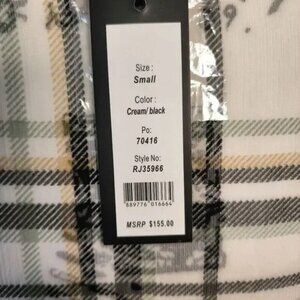 Size :
Small
Color :
Cream/ black
Po:
70416
Style No:
RJ35966
889776 016664
MSRP $155.00